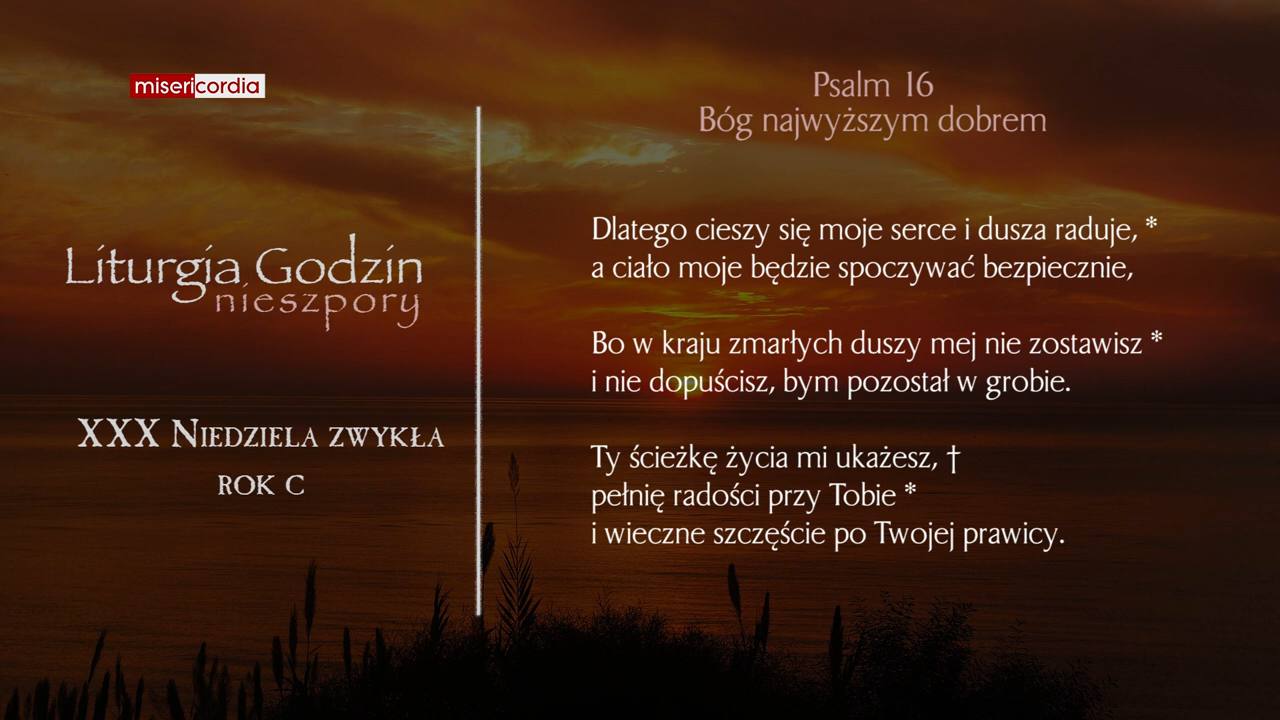 misericordia
Liturgia Godzin
nieszpory
XXX Niedziela zwykła
rok C
Psalm 16
Bóg najwyższym dobrem
Dlatego cieszy się moje serce i dusza raduje, *
a ciało moje będzie spoczywać bezpiecznie,
Bo w kraju zmarłych duszy mej nie zostawisz *
i nie dopuścisz, bym pozostał w grobie.
Ty ścieżkę życia mi ukażesz, †
pełnię radości przy Tobie *
i wieczne szczęście po Twojej prawicy.